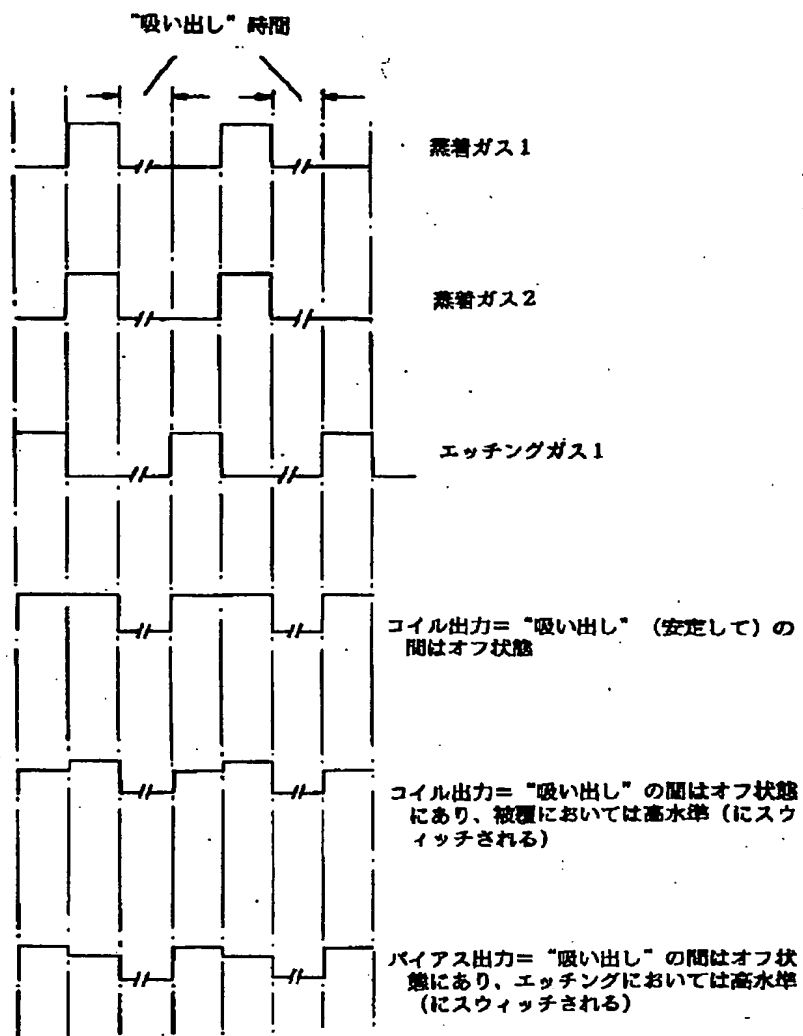 “吸い出し” 時間
蒸着ガス1
蒸着ガス2
エッチングガス1
コイル出力= “吸い出し” (安定して) の
間はオフ状態
コイル出力= “吸い出し” の間はオフ状態
にあり、被覆においては高水準 (にスウ
ィッチされる)
バイアス出力= “吸い出し” の間はオフ状
態にあり、エッチングにおいては高水準
(にスウィッチされる)